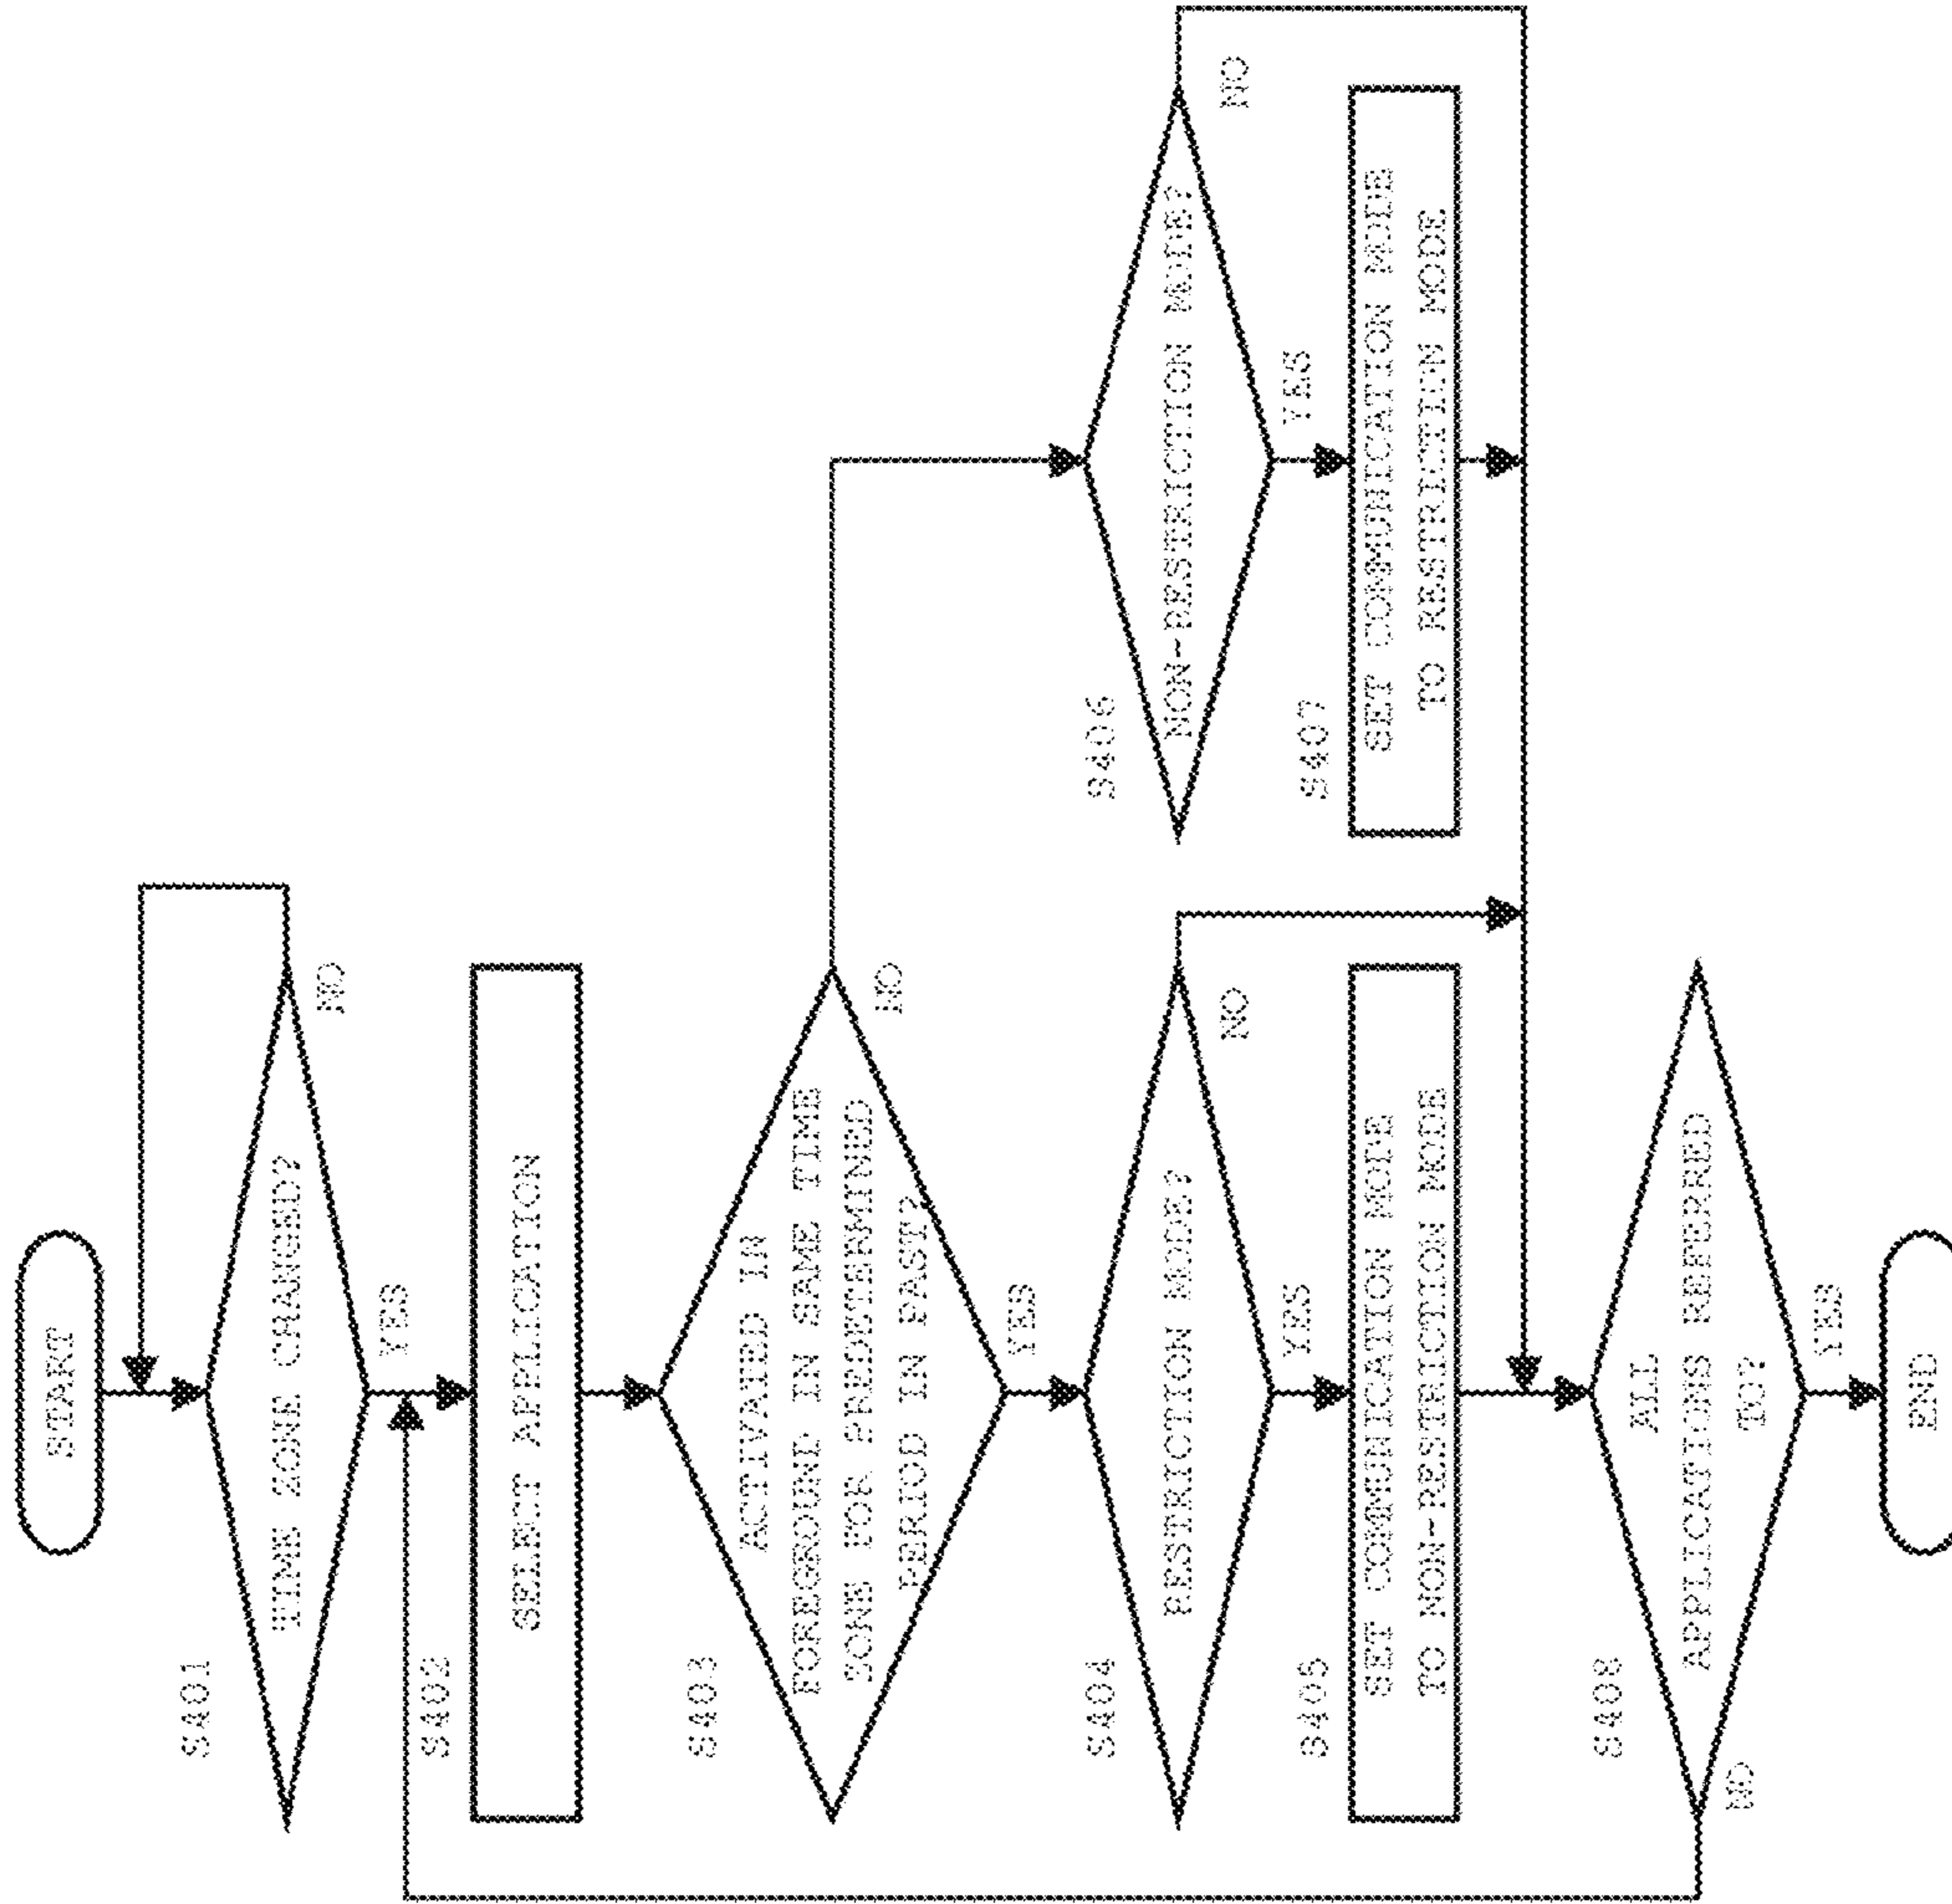 START
S401
TIME ZONE CHANGED?
NO
YES
S402
SELECT APPLICATION
S403
ACTIVATED IN
FOREGROUND IN SAME TIME
ZONE FOR PREDETERMINED
PERIOD IN PAST?
NO
YES
S404
RESTRICTION MODE?
NO
YES
S405
SET COMMUNICATION MODE
TO NON-RESTRICTION MODE
S406
NON-RESTRICTION MODE?
NO
YES
S407
SET COMMUNICATION MODE
TO RESTRICTION MODE
S408
ALL
APPLICATIONS REFERRED
TO?
NO
YES
END